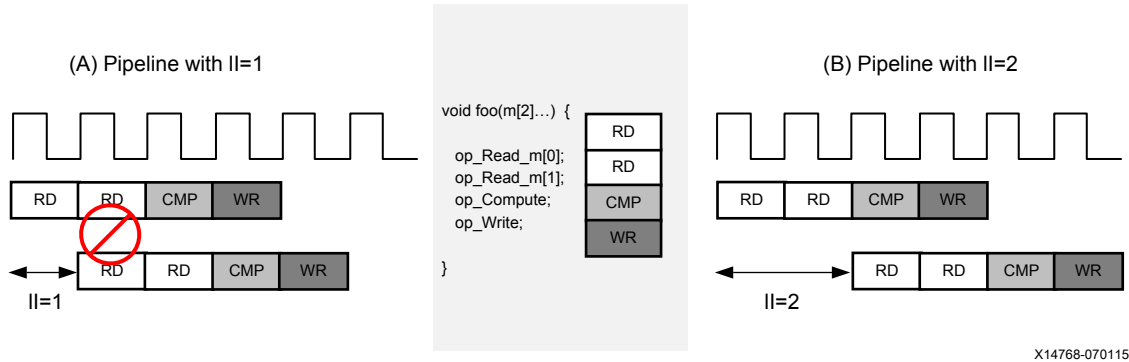 (A) Pipeline with II=1
RD RD CMP WR
RD RD CMP WR
II=1
void foo(m[2]…) {
op_Read_m[0];
op_Read_m[1];
op_Compute;
op_Write;
}
RD
RD
CMP
WR
(B) Pipeline with II=2
RD RD CMP WR
RD RD CMP WR
II=2
X14768-070115